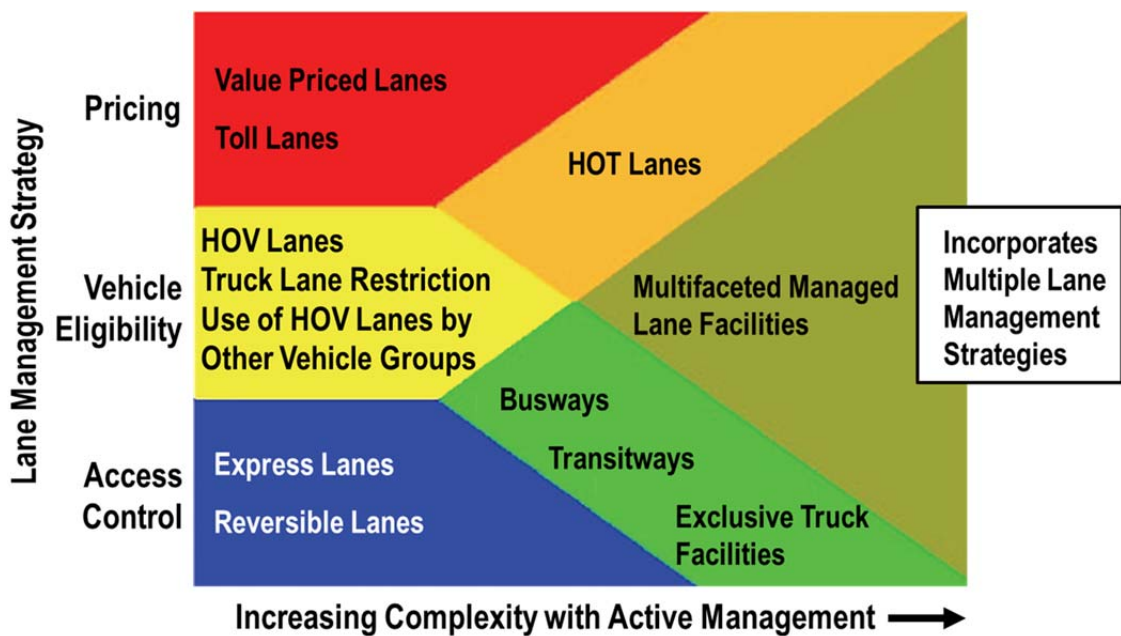 Lane Management Strategy
Pricing
Value Priced Lanes
Toll Lanes
HOT Lanes
Vehicle
Eligibility
HOV Lanes
Truck Lane Restriction
Use of HOV Lanes by
Other Vehicle Groups
Multifaceted Managed
Lane Facilities
Incorporates
Multiple Lane
Management
Strategies
Access
Control
Express Lanes
Reversible Lanes
Busways
Transitways
Exclusive Truck
Facilities
Increasing Complexity with Active Management